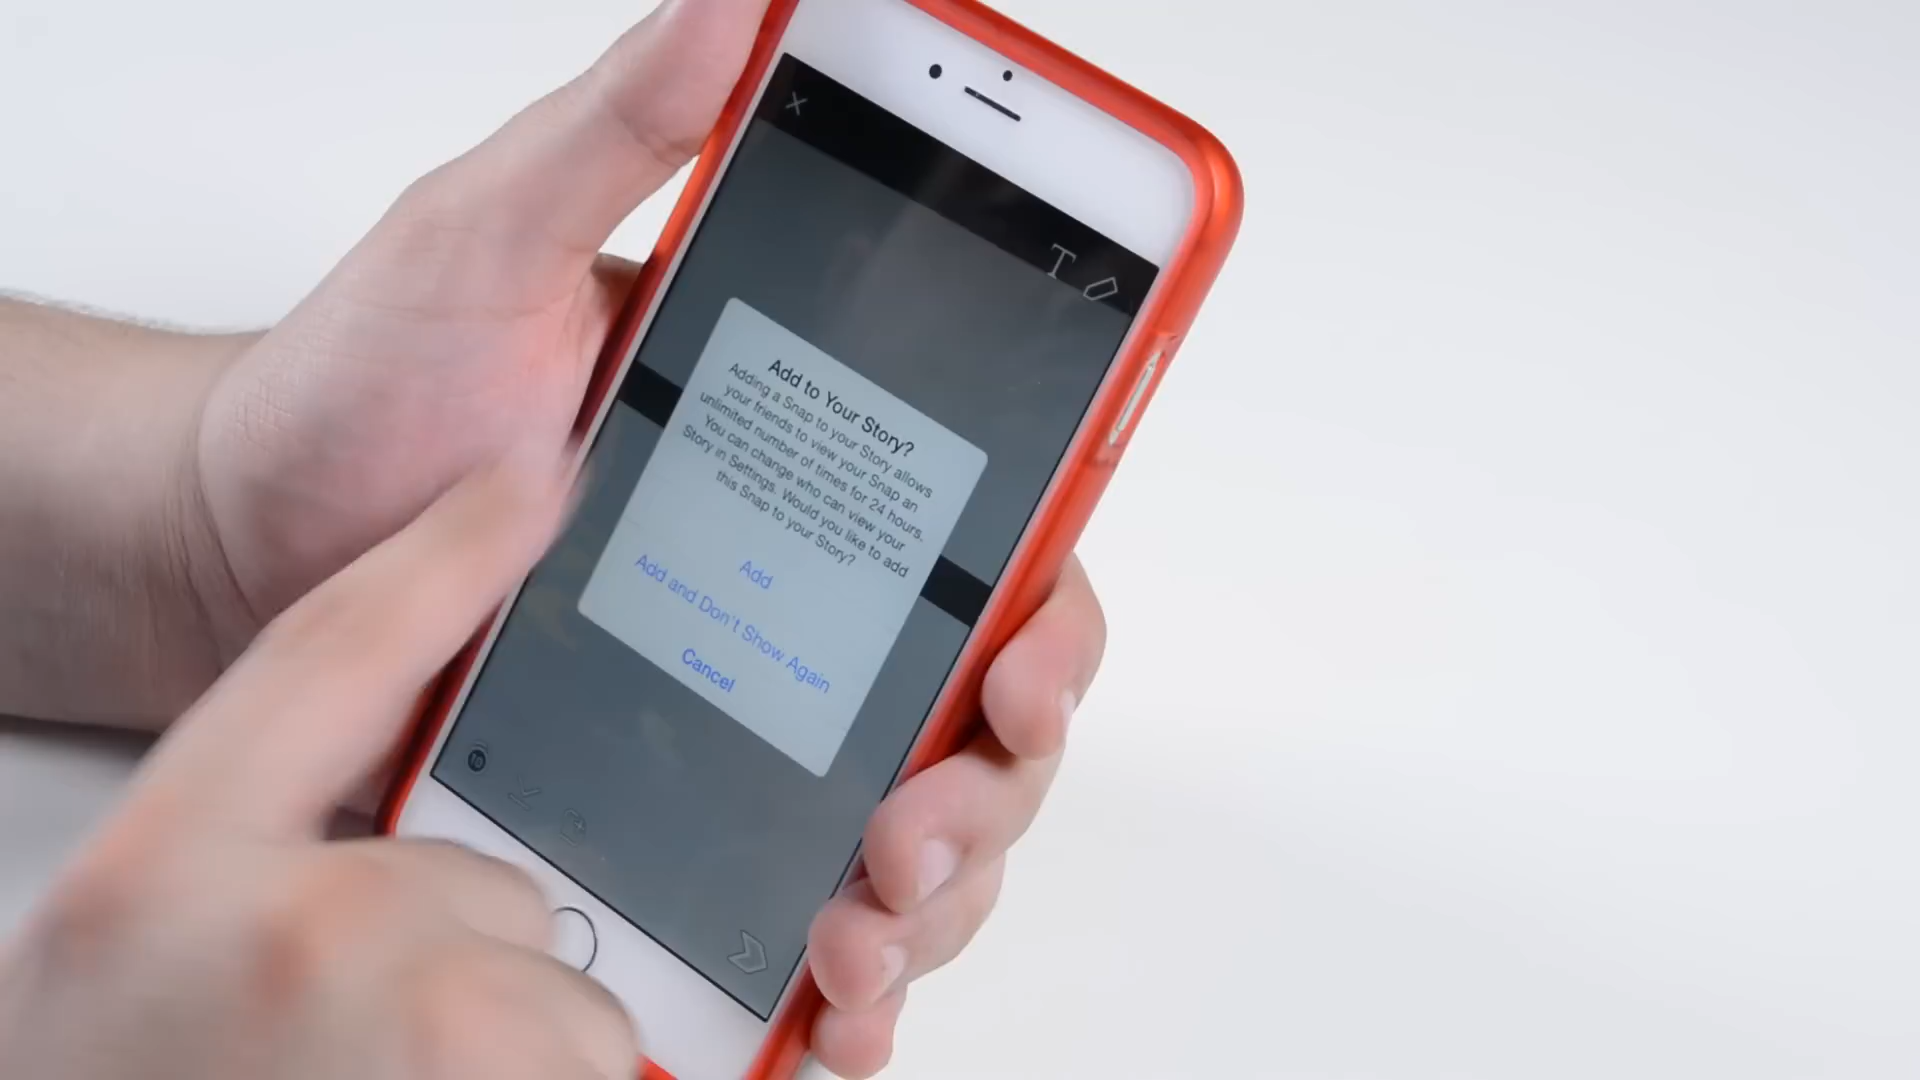 T
Add to Your Story?
Adding a Snap to your Story allows
your friends to view your Snap an
unlimited number of times for 24 hours.
You can change who can view your
Story in Settings. Would you like to add
this Snap to your Story?
Add
Add and Don't Show Again
Cancel
10